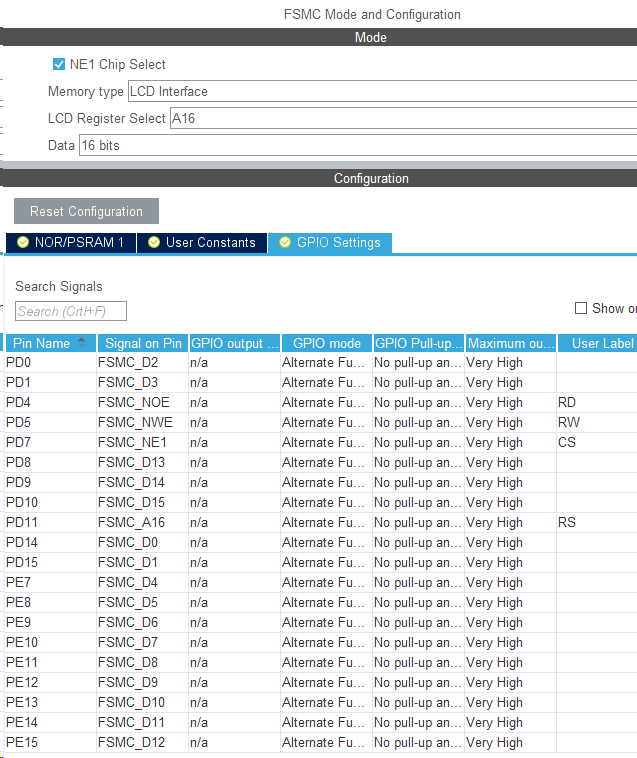 FSMC Mode and Configuration
Mode
NE1 Chip Select
Memory type LCD Interface
LCD Register Select A16
Data 16 bits
Configuration
Reset Configuration
NOR/PSRAM 1 User Constants GPIO Settings
Search Signals
Search (Crtl+F) Show
Pin Name Signal on Pin GPIO output ... GPIO mode GPIO Pull-up... Maximum ou... User Label
PD0 FSMC_D2 n/a Alternate Fu... No pull-up an... Very High
PD1 FSMC_D3 n/a Alternate Fu... No pull-up an... Very High
PD4 FSMC_NOE n/a Alternate Fu... No pull-up an... Very High RD
PD5 FSMC_NWE n/a Alternate Fu... No pull-up an... Very High RW
PD7 FSMC_NE1 n/a Alternate Fu... No pull-up an... Very High CS
PD8 FSMC_D13 n/a Alternate Fu... No pull-up an... Very High
PD9 FSMC_D14 n/a Alternate Fu... No pull-up an... Very High
PD10 FSMC_D15 n/a Alternate Fu... No pull-up an... Very High
PD11 FSMC_A16 n/a Alternate Fu... No pull-up an... Very High RS
PD14 FSMC_D0 n/a Alternate Fu... No pull-up an... Very High
PD15 FSMC_D1 n/a Alternate Fu... No pull-up an... Very High
PE7 FSMC_D4 n/a Alternate Fu... No pull-up an... Very High
PE8 FSMC_D5 n/a Alternate Fu... No pull-up an... Very High
PE9 FSMC_D6 n/a Alternate Fu... No pull-up an... Very High
PE10 FSMC_D7 n/a Alternate Fu... No pull-up an... Very High
PE11 FSMC_D8 n/a Alternate Fu... No pull-up an... Very High
PE12 FSMC_D9 n/a Alternate Fu... No pull-up an... Very High
PE13 FSMC_D10 n/a Alternate Fu... No pull-up an... Very High
PE14 FSMC_D11 n/a Alternate Fu... No pull-up an... Very High
PE15 FSMC_D12 n/a Alternate Fu... No pull-up an... Very High